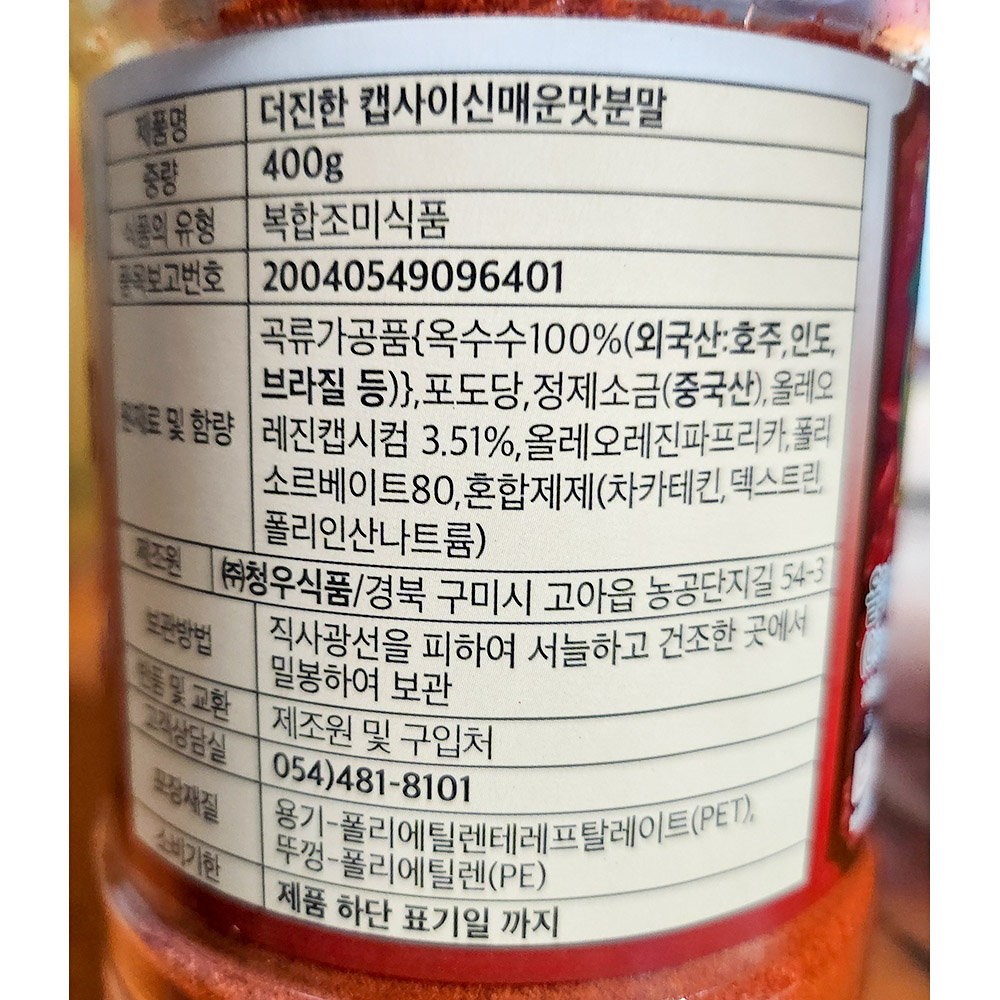 제품명 더진한 캡사이신매운맛분말
중량 400g
식품의 유형 복합조미식품
품목보고번호 20040549096401
원재료 및 함량 곡류가공품{옥수수100%(외국산:호주,인도,
브라질 등)},포도당,정제소금(중국산),올레오
레진캡시컴 3.51%,올레오레진파프리카,폴리
소르베이트80,혼합제제(차카테킨,덱스트린,
폴리인산나트륨)
제조원 ㈜청우식품/경북 구미시 고아읍 농공단지길 54-3
보관방법 직사광선을 피하여 서늘하고 건조한 곳에서
밀봉하여 보관
반품 및 교환 제조원 및 구입처
고객상담실 054)481-8101
포장재질 용기-폴리에틸렌테레프탈레이트(PET),
뚜껑-폴리에틸렌(PE)
소비기한 제품 하단 표기일 까지